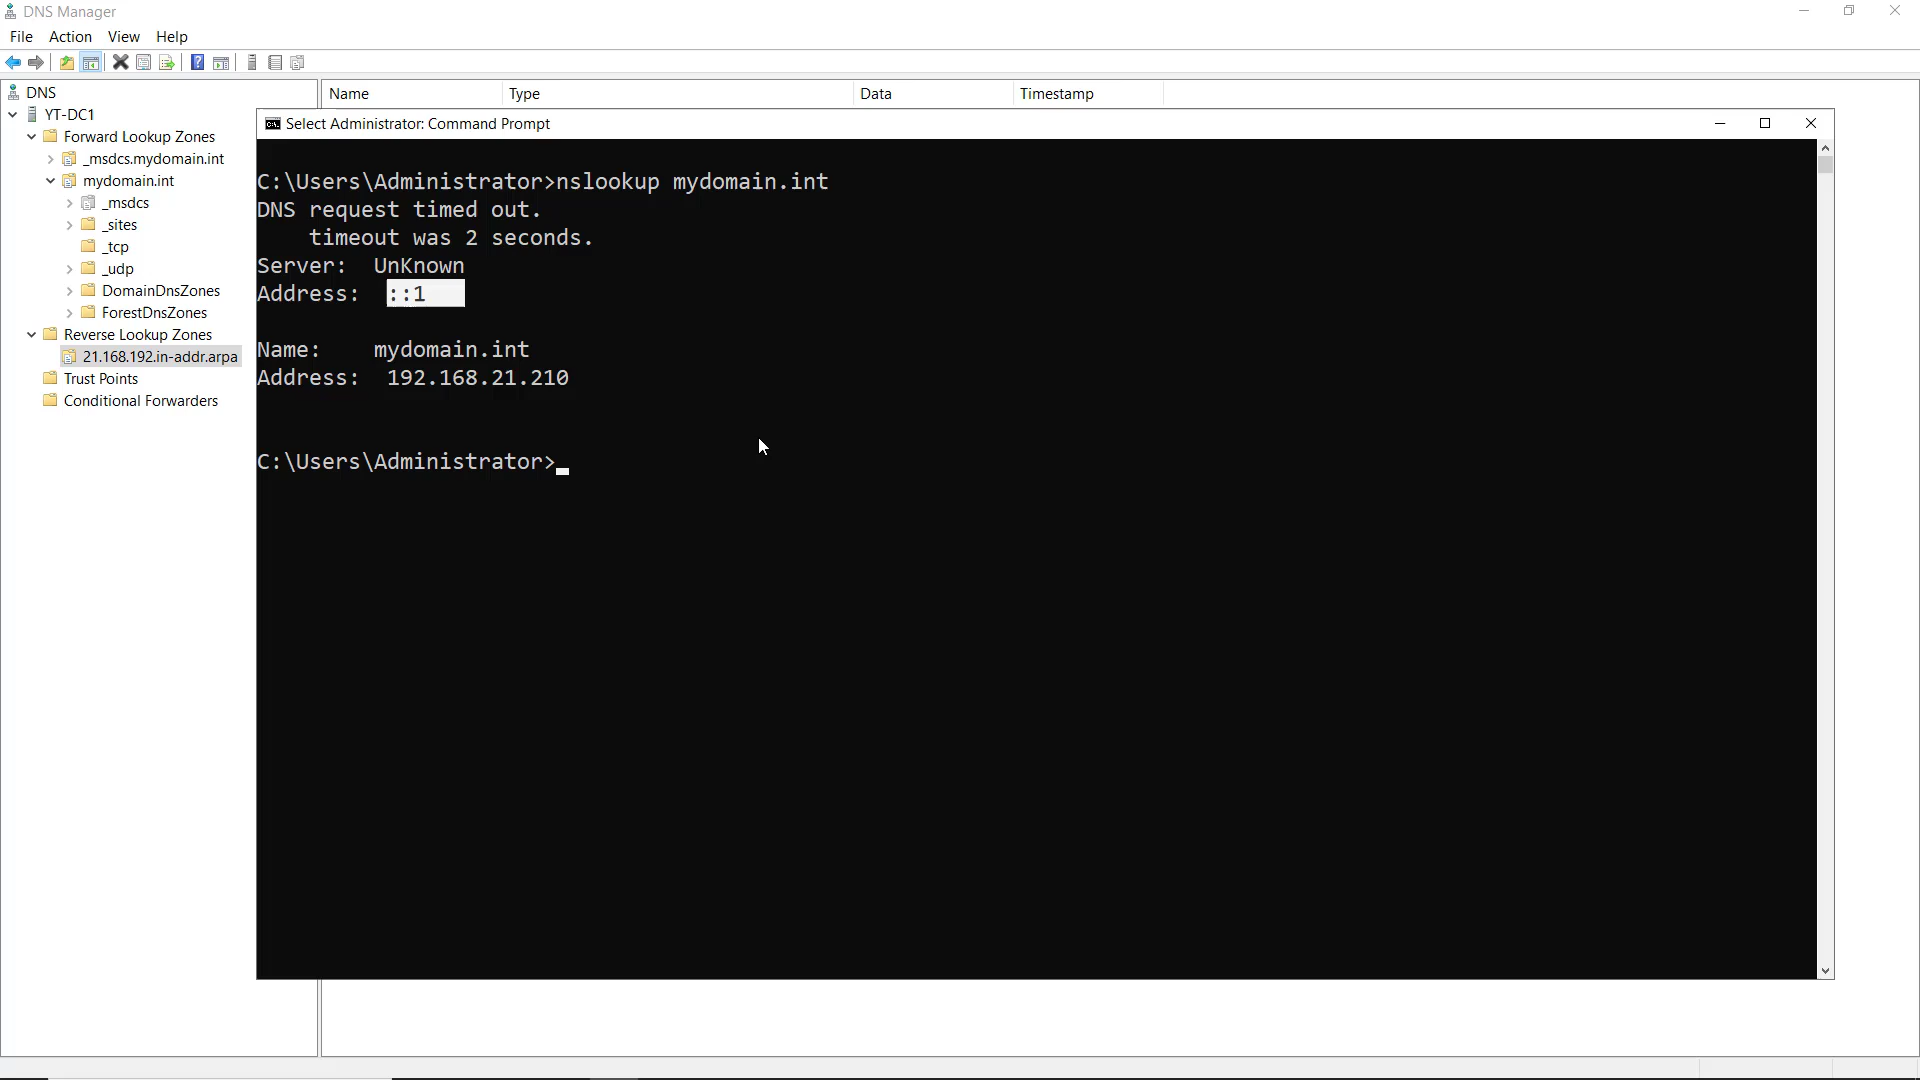 DNS Manager
File Action View Help
DNS
YT-DC1
Forward Lookup Zones
_msdcs.mydomain.int
mydomain.int
_msdcs
_sites
_tcp
_udp
DomainDnsZones
ForestDnsZones
Reverse Lookup Zones
21.168.192.in-addr.arpa
Trust Points
Conditional Forwarders
Name Type Data Timestamp
Select Administrator: Command Prompt
C:\Users\Administrator>nslookup mydomain.int
DNS request timed out.
    timeout was 2 seconds.
Server:  UnKnown
Address:  ::1
Name:    mydomain.int
Address:  192.168.21.210
C:\Users\Administrator>